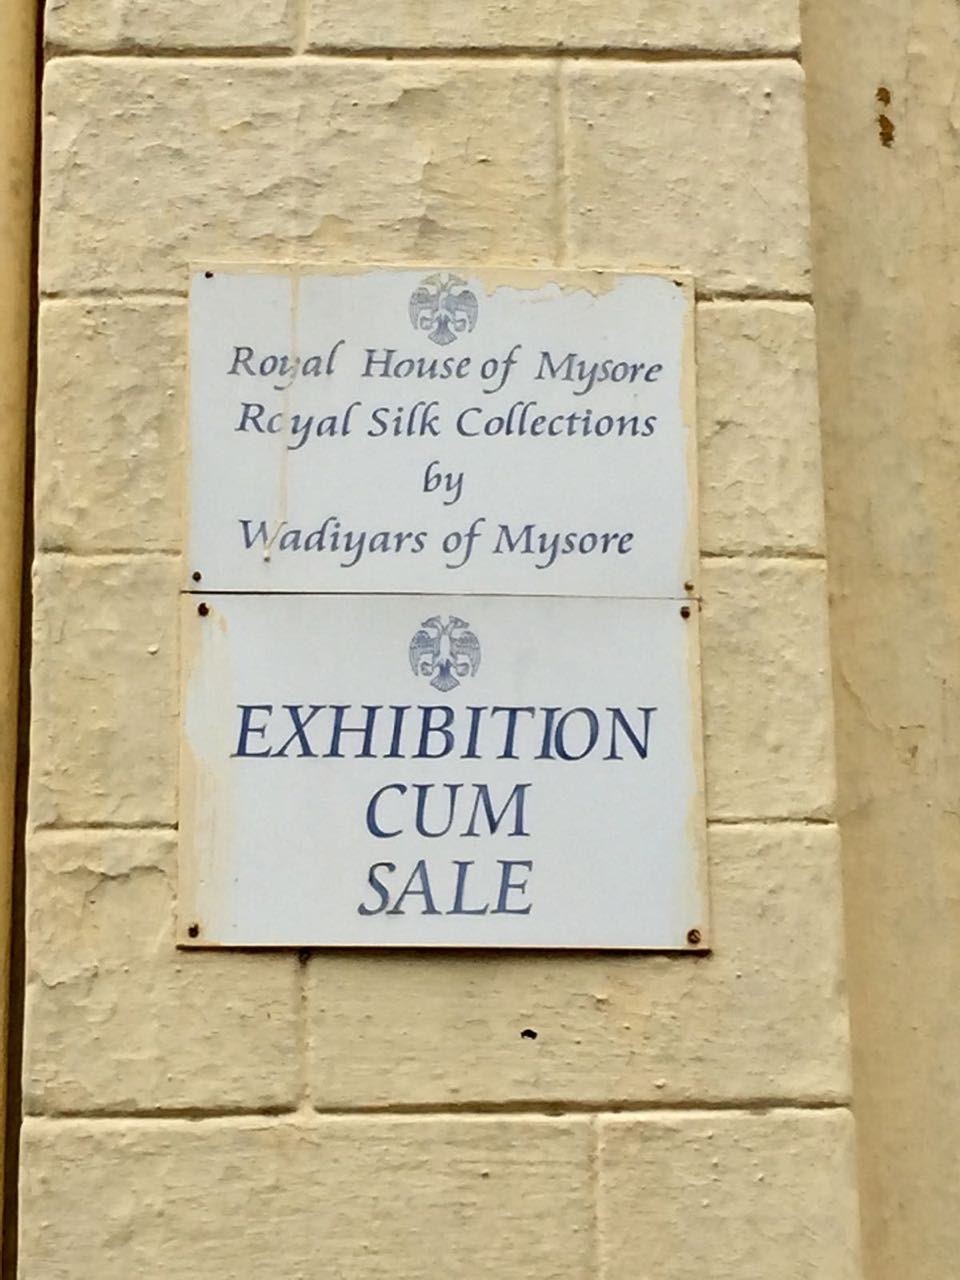 Royal House of Mysore
Royal Silk Collections
by
Wadiyars of Mysore
EXHIBITION
CUM
SALE